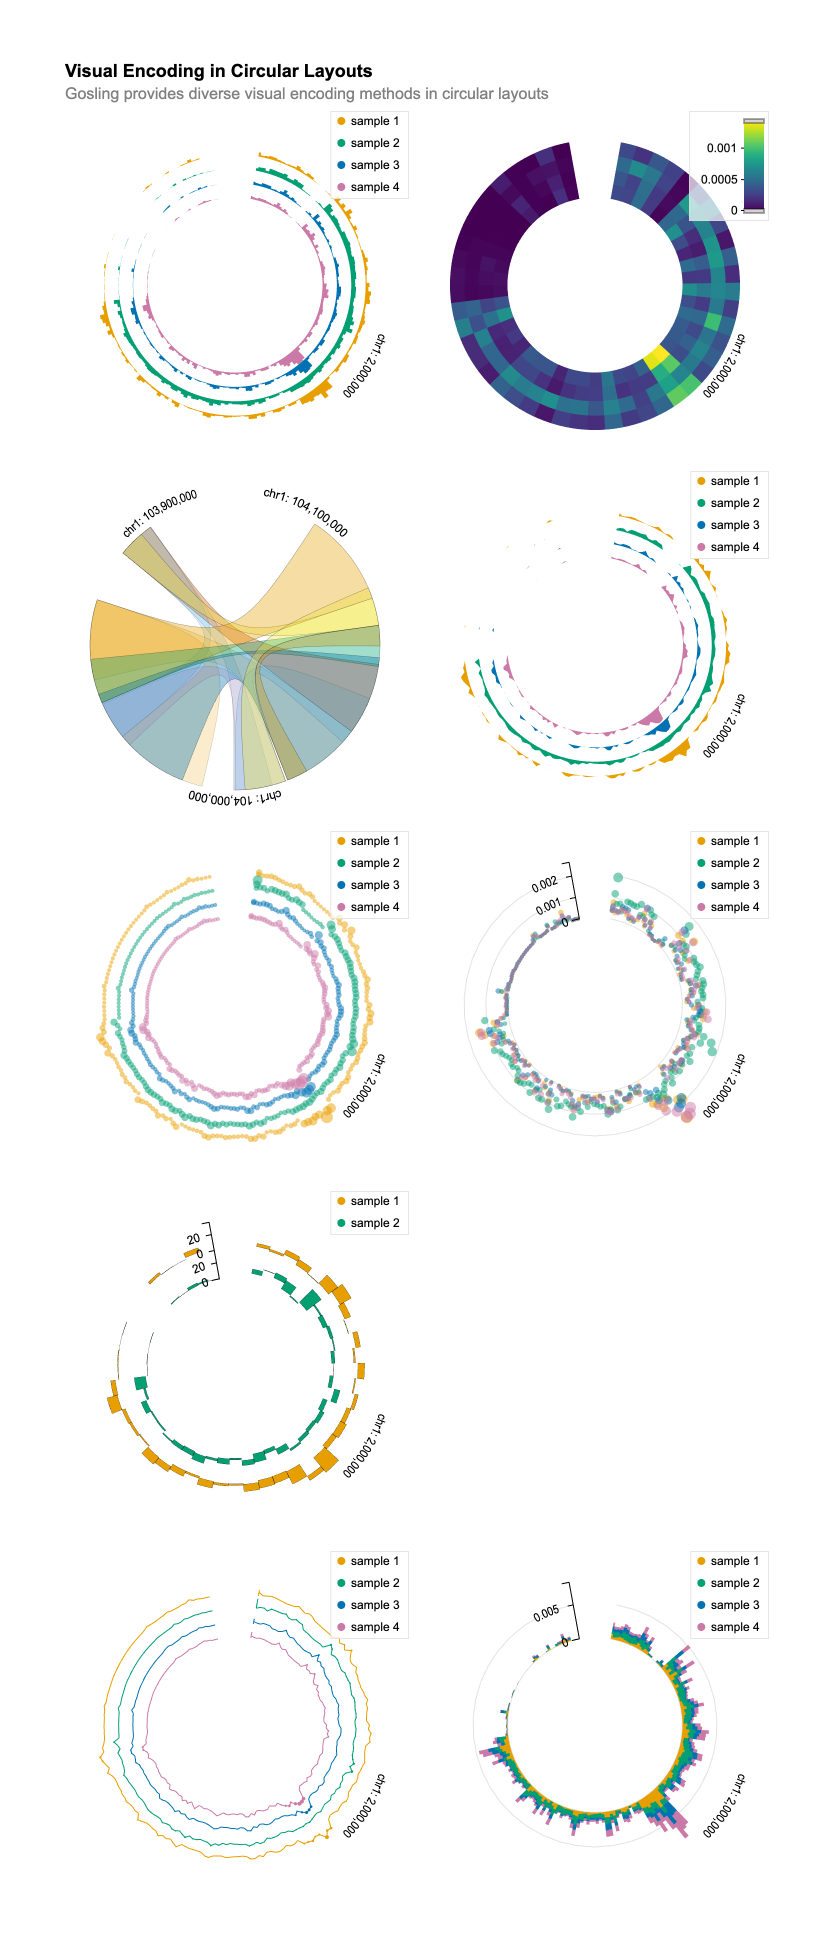 Visual Encoding in Circular Layouts
Gosling provides diverse visual encoding methods in circular layouts
sample 1
sample 2
sample 3
sample 4
chr1: 2,000,000
0.001
0.0005
0
chr1: 2,000,000
chr1: 103,900,000
chr1: 104,100,000
chr1: 104,000,000
sample 1
sample 2
sample 3
sample 4
chr1: 2,000,000
sample 1
sample 2
sample 3
sample 4
chr1: 2,000,000
0.002
0.001
0
sample 1
sample 2
sample 3
sample 4
chr1: 2,000,000
20
0
20
0
sample 1
sample 2
chr1: 2,000,000
sample 1
sample 2
sample 3
sample 4
chr1: 2,000,000
0.005
0
sample 1
sample 2
sample 3
sample 4
chr1: 2,000,000